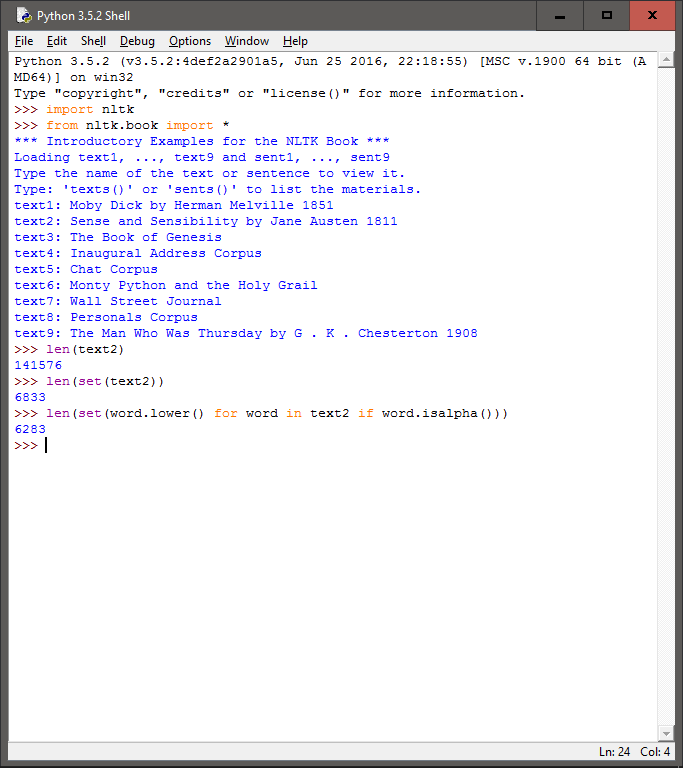 Python 3.5.2 Shell
File Edit Shell Debug Options Window Help
Python 3.5.2 (v3.5.2:4def2a2901a5, Jun 25 2016, 22:18:55) [MSC v.1900 64 bit (A
MD64)] on win32
Type "copyright", "credits" or "license()" for more information.
>>> import nltk
>>> from nltk.book import *
*** Introductory Examples for the NLTK Book ***
Loading text1, ..., text9 and sent1, ..., sent9
Type the name of the text or sentence to view it.
Type: 'texts()' or 'sents()' to list the materials.
text1: Moby Dick by Herman Melville 1851
text2: Sense and Sensibility by Jane Austen 1811
text3: The Book of Genesis
text4: Inaugural Address Corpus
text5: Chat Corpus
text6: Monty Python and the Holy Grail
text7: Wall Street Journal
text8: Personals Corpus
text9: The Man Who Was Thursday by G . K . Chesterton 1908
>>> len(text2)
141576
>>> len(set(text2))
6833
>>> len(set(word.lower() for word in text2 if word.isalpha()))
6283
>>>
Ln: 24 Col: 4